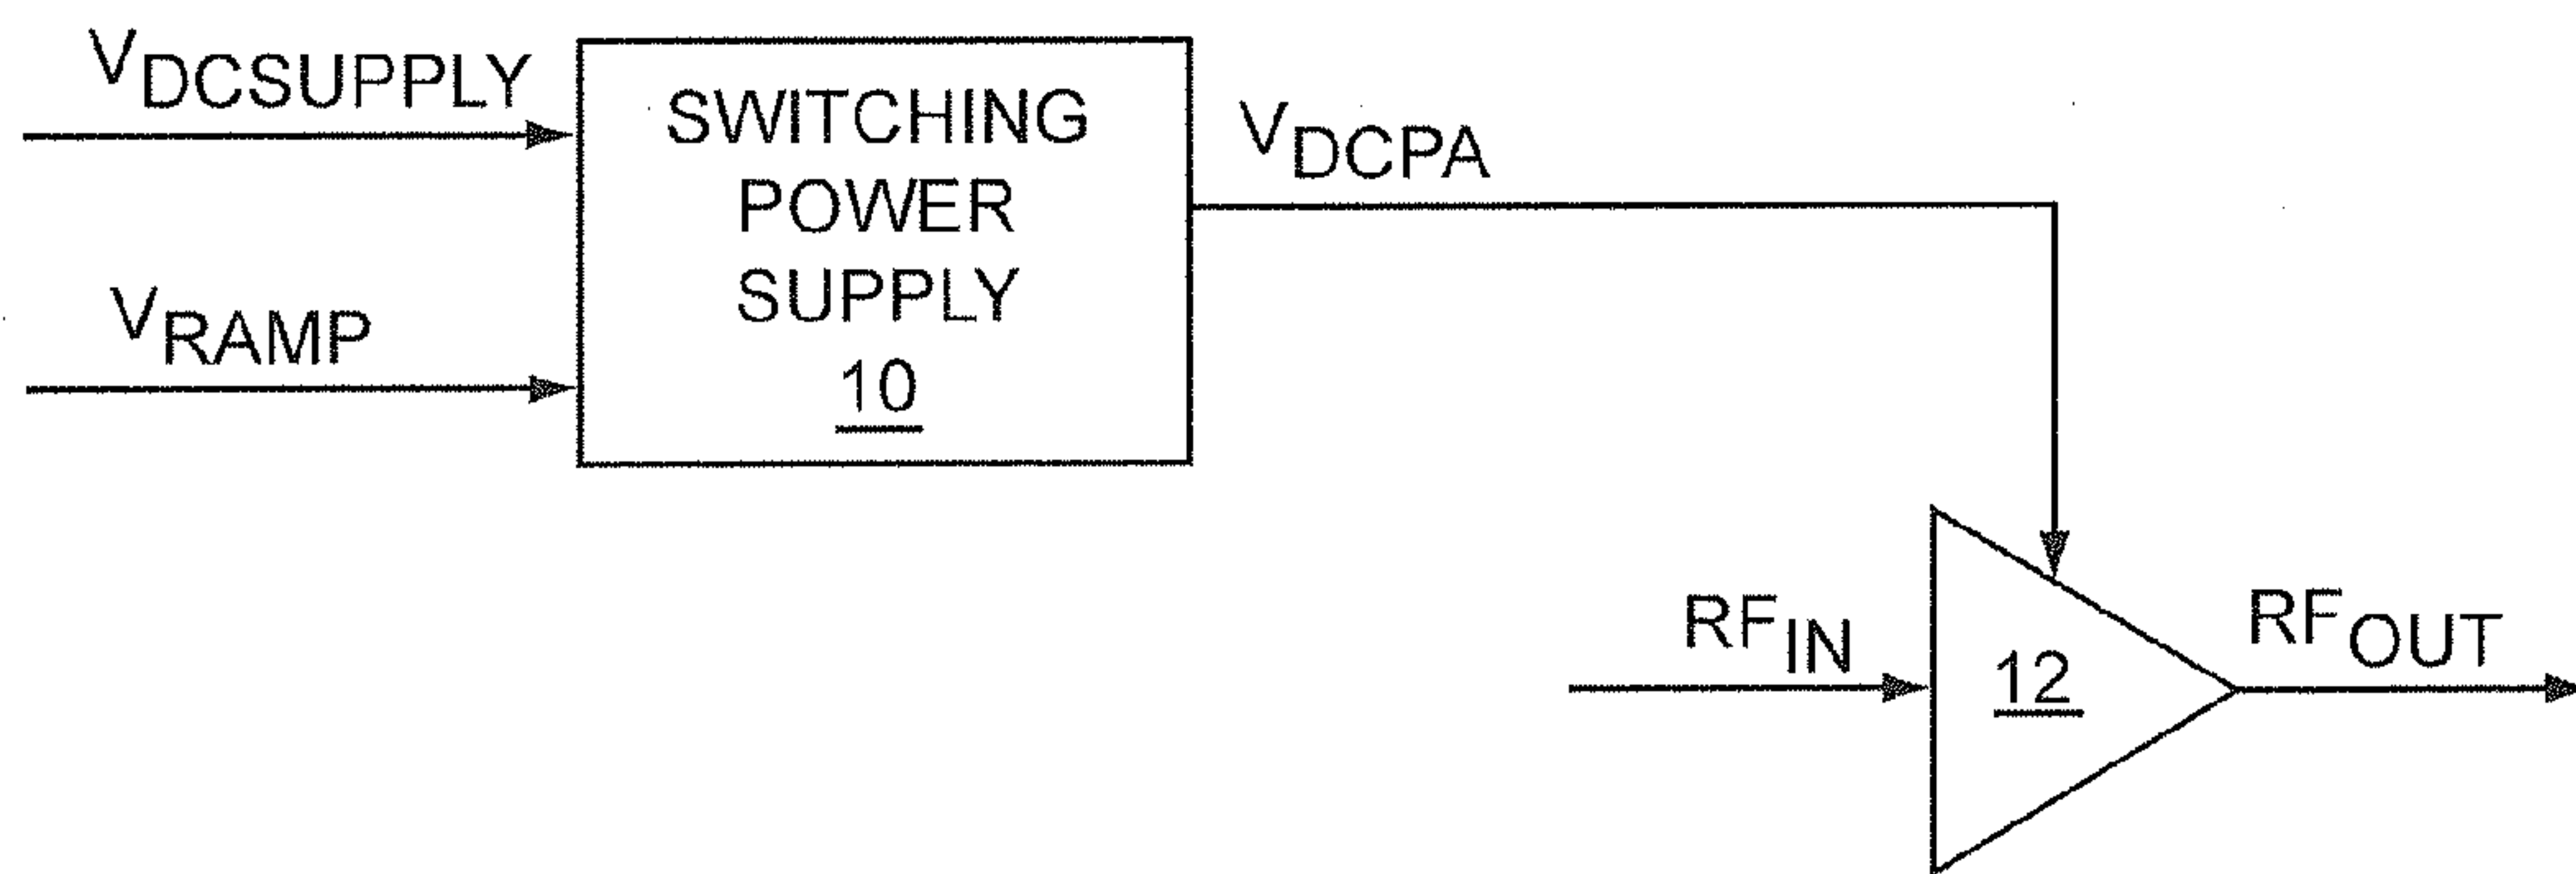 VDCSUPPLY
VRAMP
SWITCHING
POWER
SUPPLY
10
VDCPA
RFIN
12
RFOUT